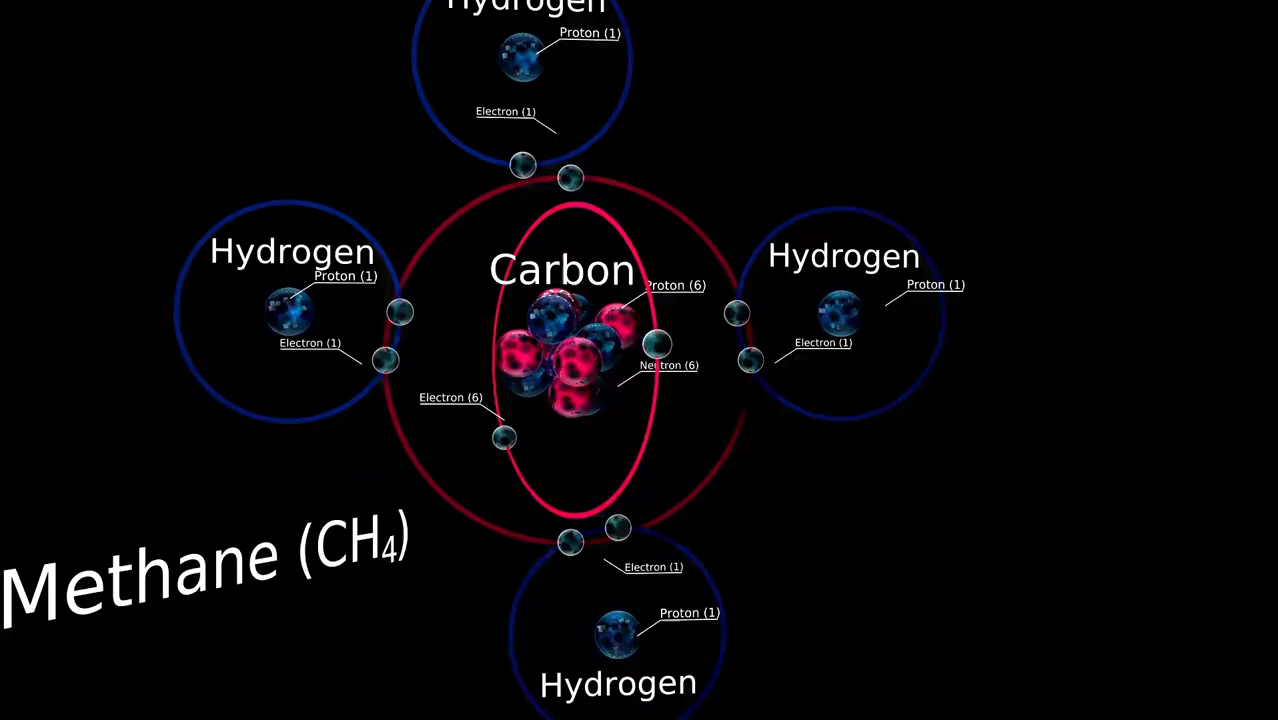 Hydrogen
Proton (1)
Electron (1)
Hydrogen
Proton (1)
Electron (1)
Carbon
Proton (6)
Neutron (6)
Electron (6)
Hydrogen
Proton (1)
Electron (1)
Methane (CH₄)
Electron (1)
Proton (1)
Hydrogen